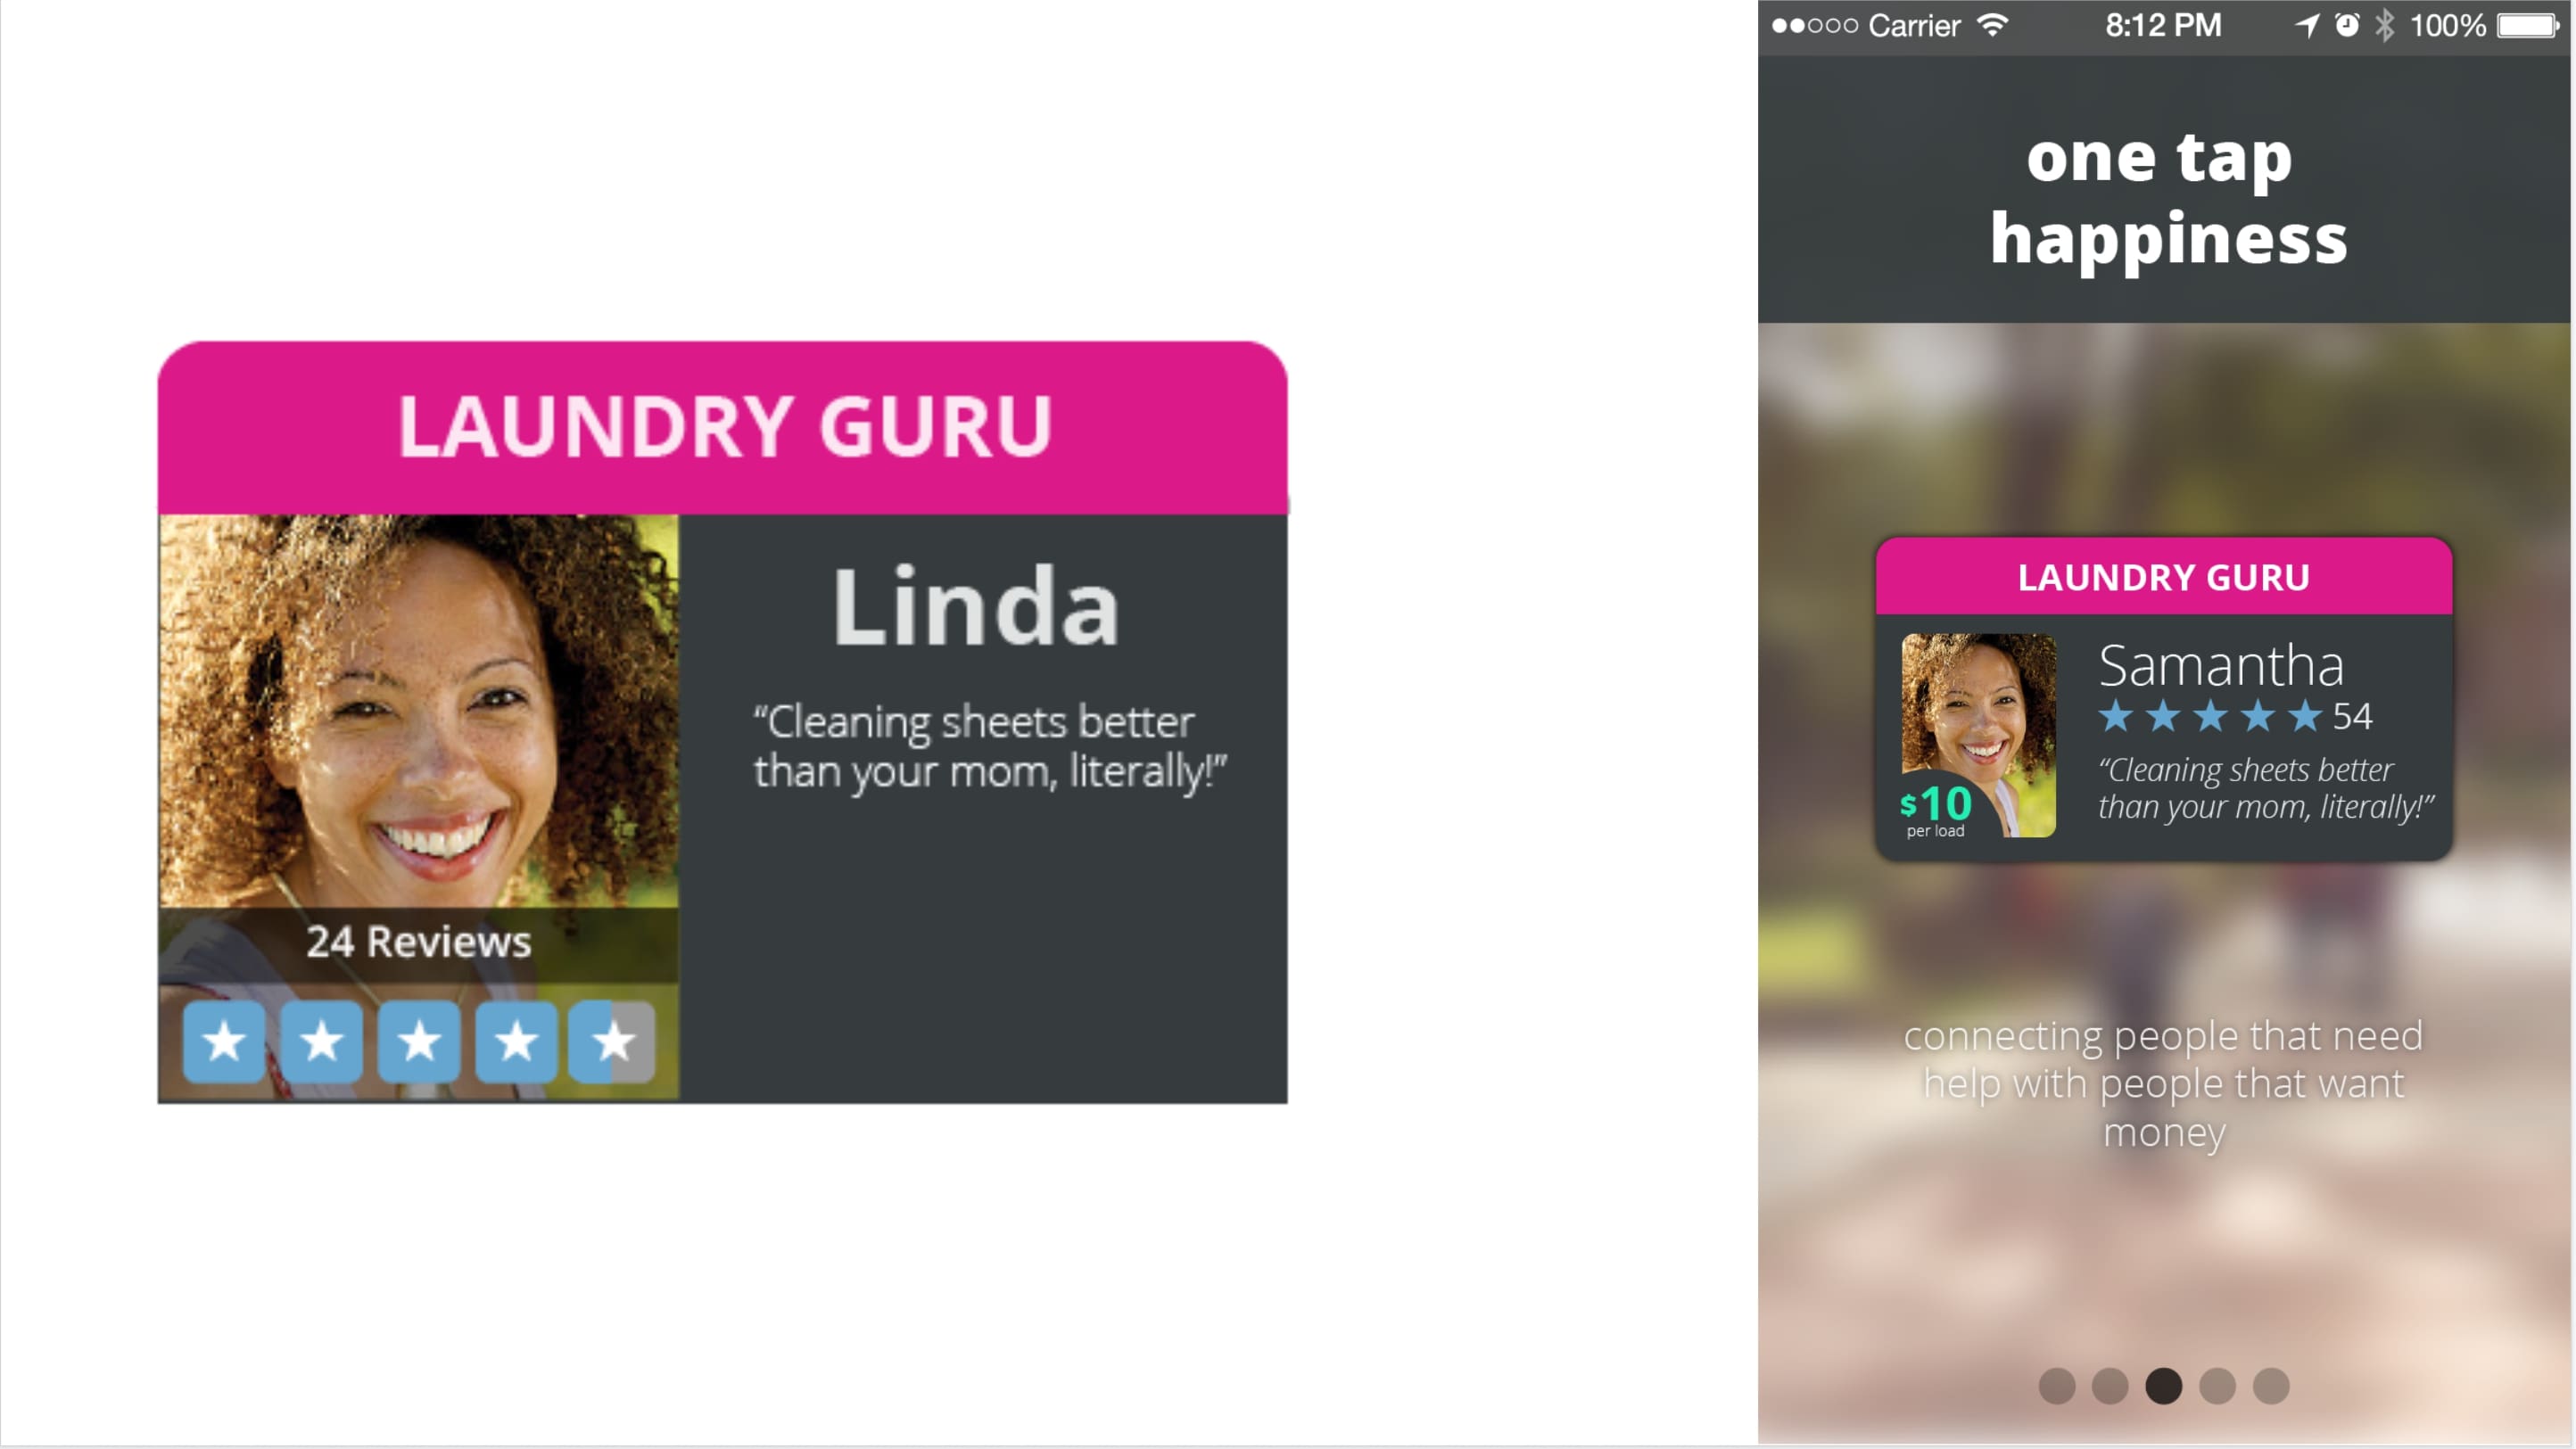 LAUNDRY GURU
Linda
“Cleaning sheets better
than your mom, literally!”
24 Reviews
Carrier 8:12 PM 100%
one tap
happiness
LAUNDRY GURU
Samantha
54
“Cleaning sheets better
than your mom, literally!”
$10
per load
connecting people that need
help with people that want
money